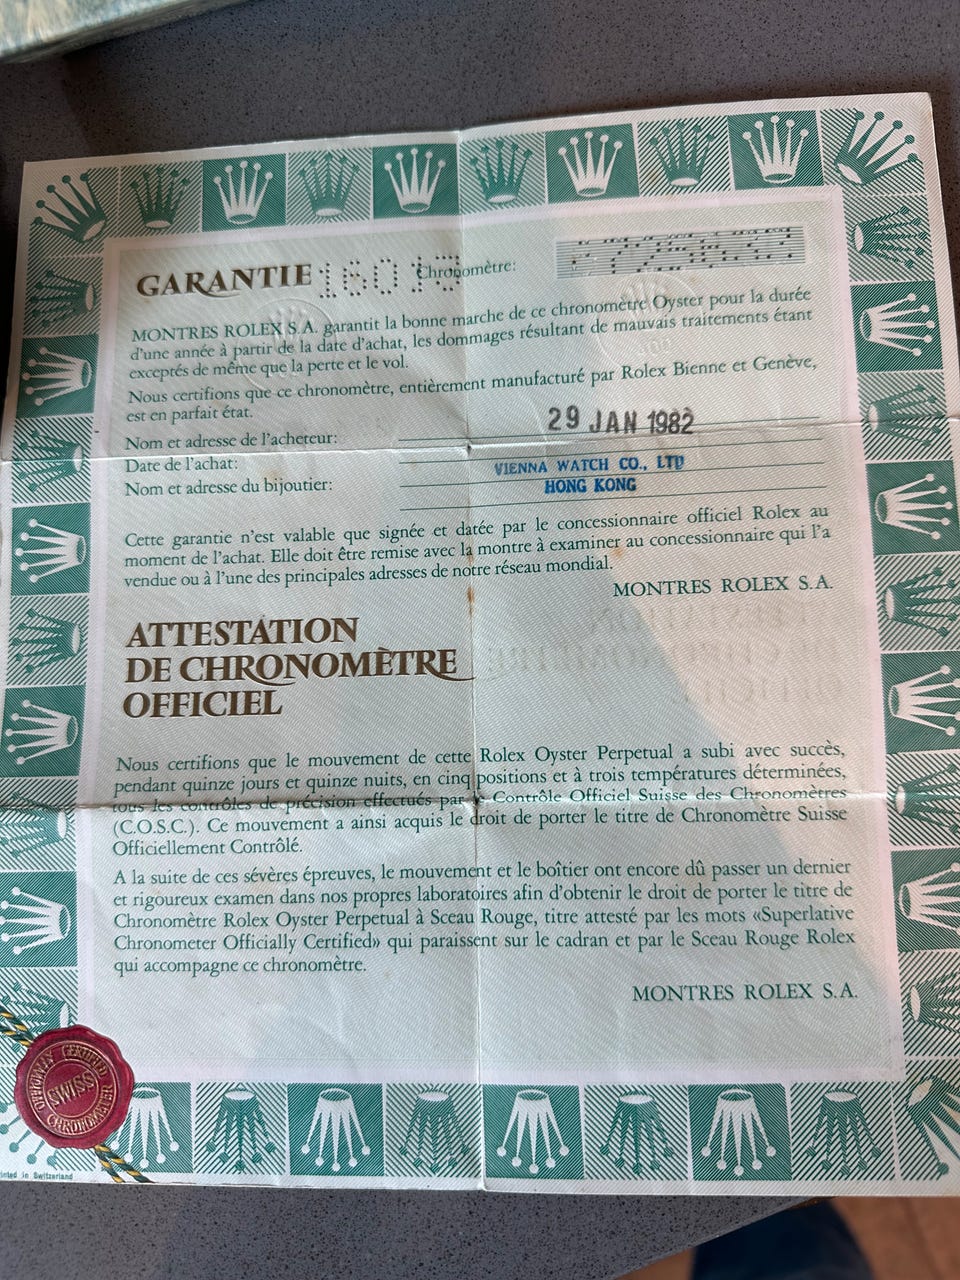 GARANTIE 16013 Chronomètre:
MONTRES ROLEX S.A. garantit la bonne marche de ce chronomètre Oyster pour la durée
d'une année à partir de la date d'achat, les dommages résultant de mauvais traitements étant
exceptés de même que la perte et le vol.
Nous certifions que ce chronomètre, entièrement manufacturé par Rolex Bienne et Genève,
est en parfait état.
29 JAN 1982
Nom et adresse de l'acheteur:
Date de l'achat: VIENNA WATCH CO., LTD
Nom et adresse du bijoutier: HONG KONG
Cette garantie n'est valable que signée et datée par le concessionnaire officiel Rolex au
moment de l'achat. Elle doit être remise avec la montre à examiner au concessionnaire qui l'a
vendue ou à l'une des principales adresses de notre réseau mondial.
MONTRES ROLEX S.A.
ATTESTATION
DE CHRONOMÈTRE
OFFICIEL
Nous certifions que le mouvement de cette Rolex Oyster Perpetual a subi avec succès,
pendant quinze jours et quinze nuits, en cinq positions et à trois températures déterminées,
tous les contrôles de précision effectués par le Contrôle Officiel Suisse des Chronomètres
(C.O.S.C.). Ce mouvement a ainsi acquis le droit de porter le titre de Chronomètre Suisse
Officiellement Contrôlé.
A la suite de ces sévères épreuves, le mouvement et le boîtier ont encore dû passer un dernier
et rigoureux examen dans nos propres laboratoires afin d'obtenir le droit de porter le titre de
Chronomètre Rolex Oyster Perpetual à Sceau Rouge, titre attesté par les mots «Superlative
Chronometer Officially Certified» qui paraissent sur le cadran et par le Sceau Rouge Rolex
qui accompagne ce chronomètre.
MONTRES ROLEX S.A.
OFFICIALLY CERTIFIED
SWISS
CHRONOMETER
in Switzerland